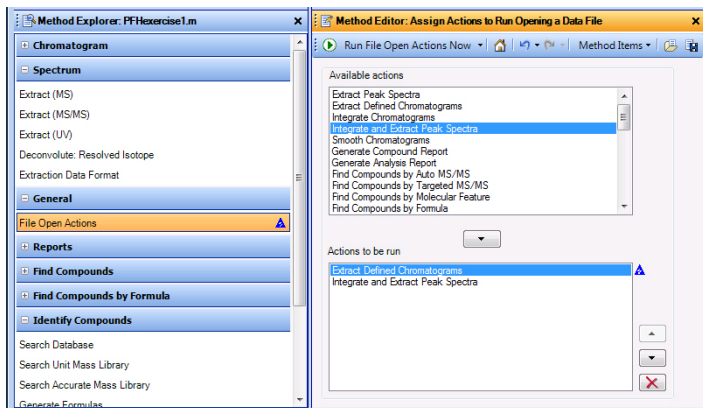 Method Explorer: PFHexercise1.m
Chromatogram
Spectrum
Extract (MS)
Extract (MS/MS)
Extract (UV)
Deconvolute: Resolved Isotope
Extraction Data Format
General
File Open Actions
Reports
Find Compounds
Find Compounds by Formula
Identify Compounds
Search Database
Search Unit Mass Library
Search Accurate Mass Library
Generate Formulas
Method Editor: Assign Actions to Run Opening a Data File
Run File Open Actions Now
Method Items
Available actions
Extract Peak Spectra
Extract Defined Chromatograms
Integrate Chromatograms
Integrate and Extract Peak Spectra
Smooth Chromatograms
Generate Compound Report
Generate Analysis Report
Find Compounds by Auto MS/MS
Find Compounds by Targeted MS/MS
Find Compounds by Molecular Feature
Find Compounds by Formula
Actions to be run
Extract Defined Chromatograms
Integrate and Extract Peak Spectra